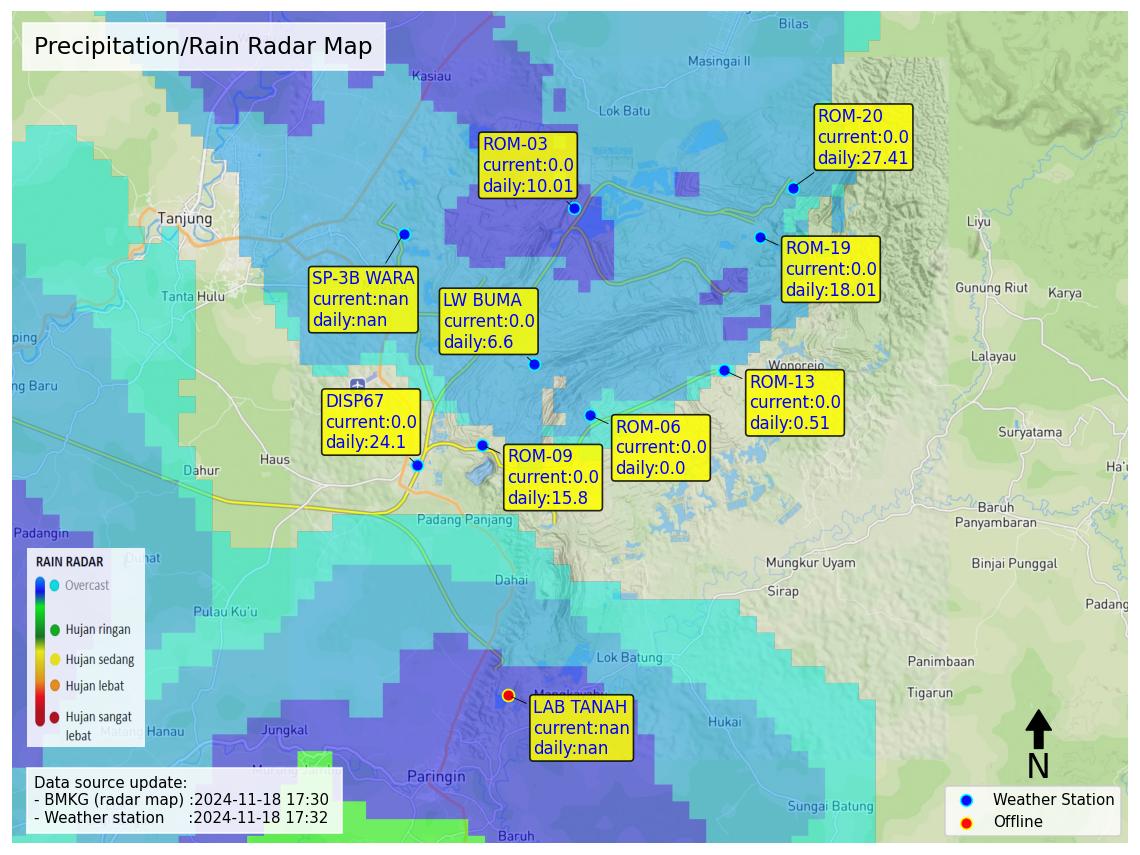 Precipitation/Rain Radar Map
Bilas
Masingai II
Kasiau
Lok Batu
ROM-20
current:0.0
daily:27.41
ROM-03
current:0.0
daily:10.01
Tanjung
Liyu
ROM-19
current:0.0
daily:18.01
SP-3B WARA
current:nan
daily:nan
LW BUMA
current:0.0
daily:6.6
Tanta Hulu
Gunung Riut
Karya
ping
Lalayau
Wonorejo
ng Baru
ROM-13
current:0.0
daily:0.51
DISP67
current:0.0
daily:24.1
ROM-06
current:0.0
daily:0.0
Suryatama
ROM-09
current:0.0
daily:15.8
Haus
Dahur
Ha'u
Baruh
Panyambaran
Padang Panjang
Padangin
Duhat
Mungkur Uyam
Binjai Punggal
Dahai
Sirap
Padang
Pulau Ku'u
RAIN RADAR
Overcast
Hujan ringan
Hujan sedang
Hujan lebat
Hujan sangat
lebat
Lok Batung
Panimbaan
Tigarun
LAB TANAH
current:nan
daily:nan
Hukai
Jungkal
Manau
Paringin
Sungai Batung
Baruh
Data source update:
- BMKG (radar map) :2024-11-18 17:30
- Weather station :2024-11-18 17:32
N
Weather Station
Offline